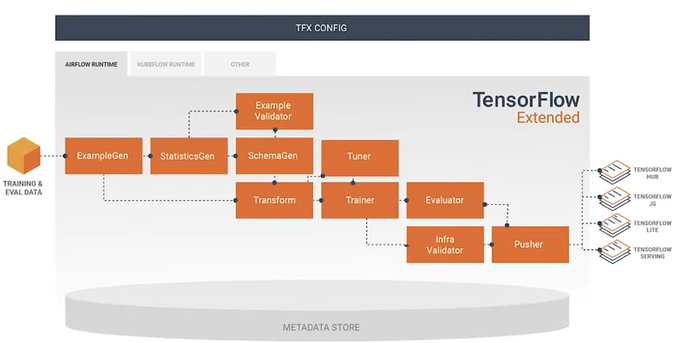 TFX CONFIG
AIRFLOW RUNTIME
KUBEFLOW RUNTIME
OTHER
TensorFlow
Extended
Example
Validator
ExampleGen
StatisticsGen
SchemaGen
Tuner
TRAINING &
EVAL DATA
Transform
Trainer
Evaluator
Infra
Validator
Pusher
TENSORFLOW
HUB
TENSORFLOW
JS
TENSORFLOW
LITE
TENSORFLOW
SERVING
METADATA STORE